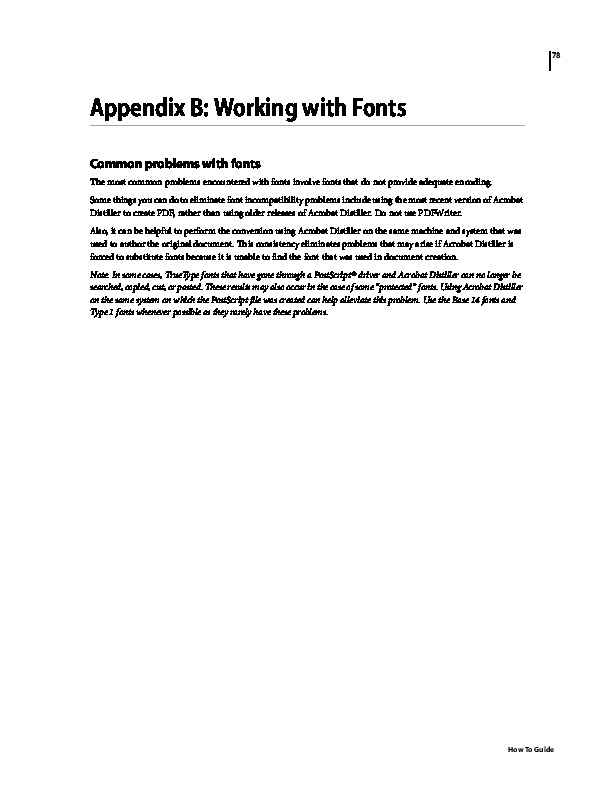 78
Appendix B: Working with Fonts
Common problems with fonts
The most common problems encountered with fonts involve fonts that do not provide adequate encoding.
Some things you can do to eliminate font incompatibility problems include using the most recent version of Acrobat
Distiller to create PDF, rather than using older releases of Acrobat Distiller. Do not use PDFWriter.
Also, it can be helpful to perform the conversion using Acrobat Distiller on the same machine and system that was
used to author the original document. This consistency eliminates problems that may arise if Acrobat Distiller is
forced to substitute fonts because it is unable to find the font that was used in document creation.
Note: In some cases, TrueType fonts that have gone through a PostScript® driver and Acrobat Distiller can no longer be
searched, copied, cut, or pasted. These results may also occur in the case of some "protected" fonts. Using Acrobat Distiller
on the same system on which the PostScript file was created can help alleviate this problem. Use the Base 14 fonts and
Type 1 fonts whenever possible as they rarely have these problems.
How To Guide